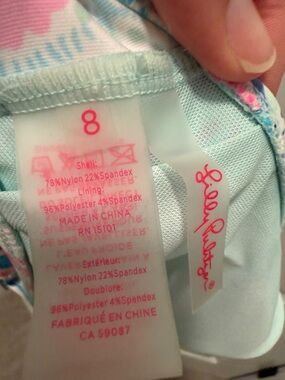 8
Shell:
78%Nylon 22%Spandex
Lining:
96%Polyester 4%Spandex
MADE IN CHINA
RN 15101
Extérieur:
78%Nylon 22%Spandex
Doublure:
96%Polyester 4%Spandex
FABRIQUÉ EN CHINE
CA 59087
Lilly Pulitzer